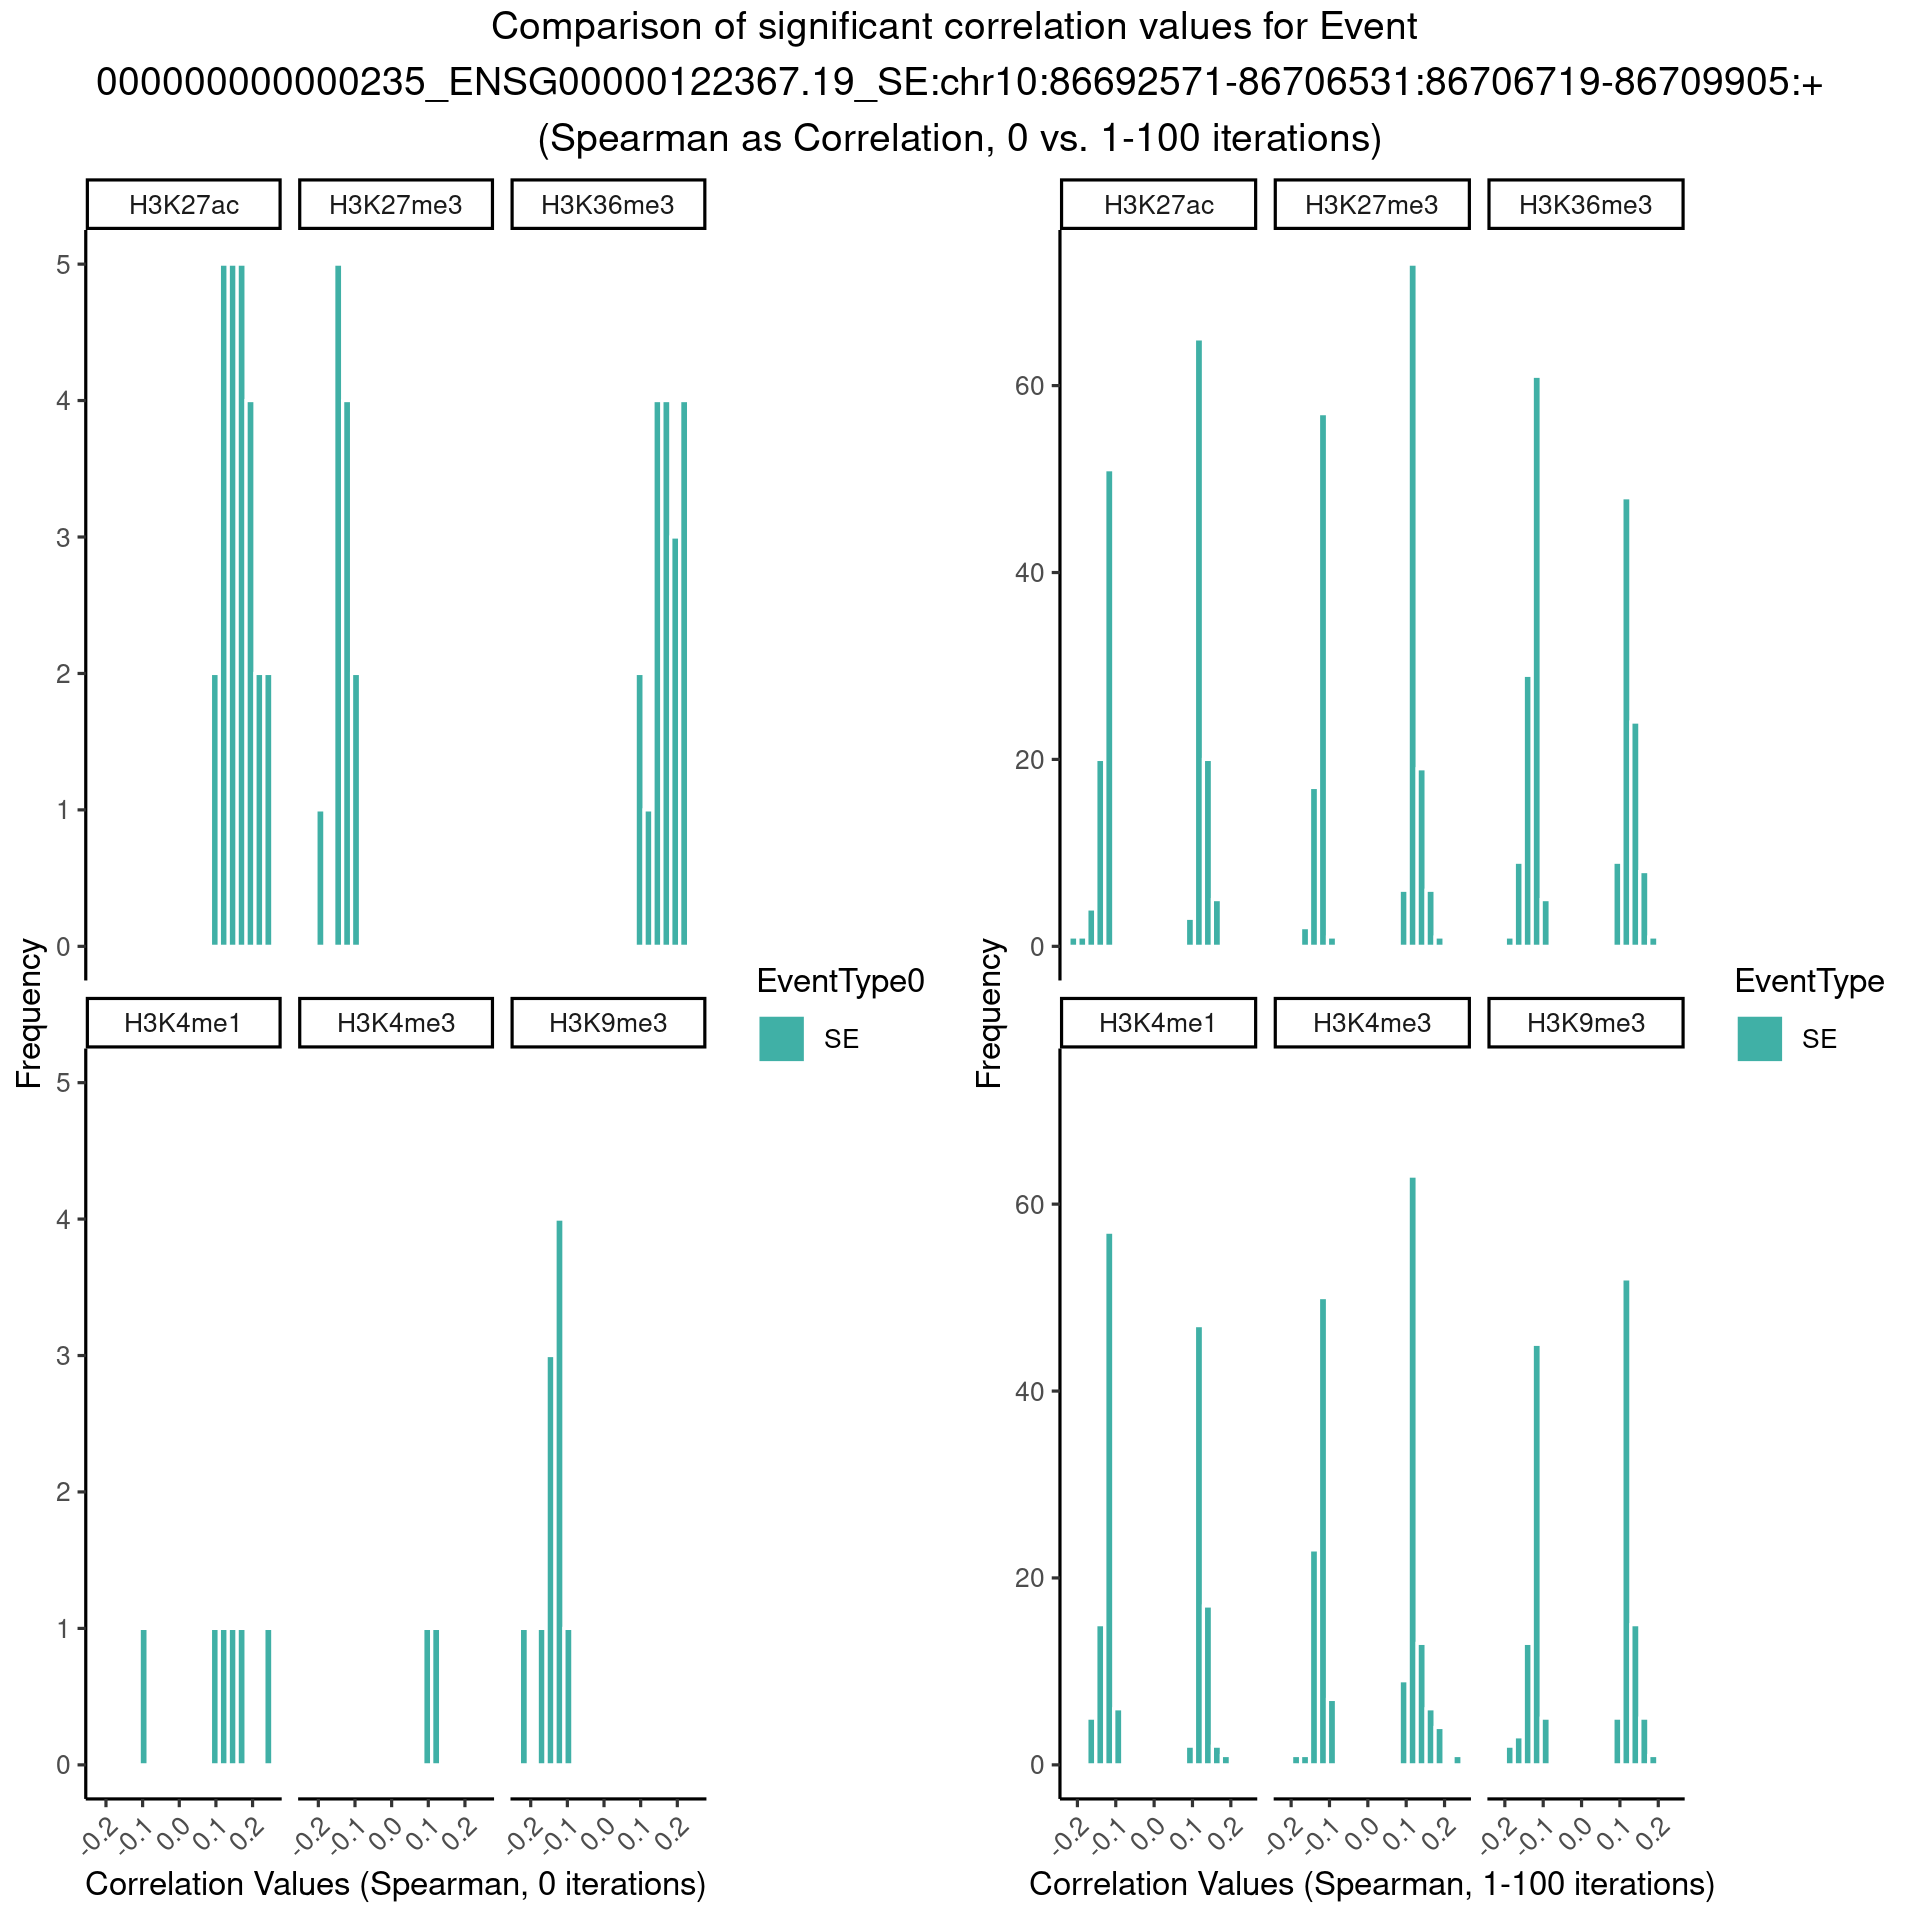 Comparison of significant correlation values for Event
000000000000235_ENSG00000122367.19_SE:chr10:86692571-86706531:86706719-86709905:+
(Spearman as Correlation, 0 vs. 1-100 iterations)
H3K27ac H3K27me3 H3K36me3
5
4
3
2
1
0
H3K4me1 H3K4me3 H3K9me3
5
4
3
2
1
0
Frequency
-0.2 -0.1 0.0 0.1 0.2 -0.2 -0.1 0.0 0.1 0.2 -0.2 -0.1 0.0 0.1 0.2
Correlation Values (Spearman, 0 iterations)
EventType0
SE
H3K27ac H3K27me3 H3K36me3
60
40
20
0
H3K4me1 H3K4me3 H3K9me3
60
40
20
0
Frequency
-0.2 -0.1 0.0 0.1 0.2 -0.2 -0.1 0.0 0.1 0.2 -0.2 -0.1 0.0 0.1 0.2
Correlation Values (Spearman, 1-100 iterations)
EventType
SE